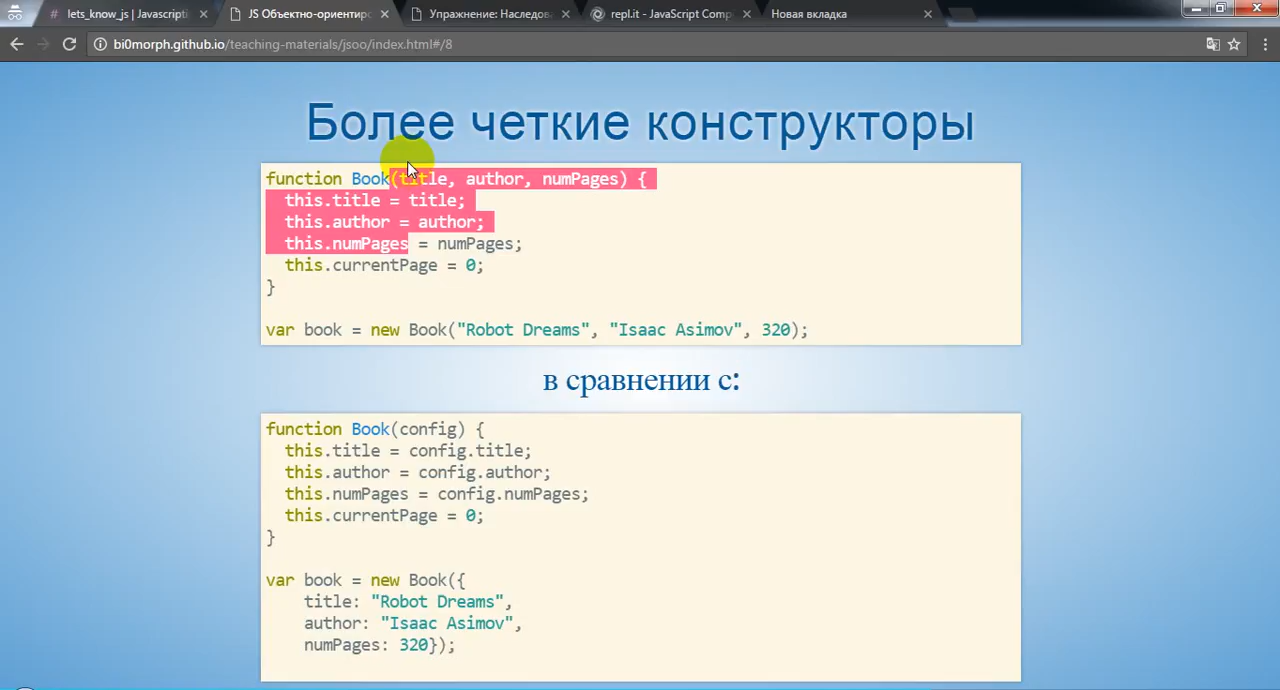 lets_know_js | Javascripti
JS Объектно-ориентиро
Упражнение: Наследова
repl.it - JavaScript Comp
Новая вкладка
bi0morph.github.io/teaching-materials/jsoo/index.html#/8
Более четкие конструкторы
function Book(title, author, numPages) {
this.title = title;
this.author = author;
this.numPages = numPages;
this.currentPage = 0;
}
var book = new Book("Robot Dreams", "Isaac Asimov", 320);
в сравнении с:
function Book(config) {
this.title = config.title;
this.author = config.author;
this.numPages = config.numPages;
this.currentPage = 0;
}
var book = new Book({
title: "Robot Dreams",
author: "Isaac Asimov",
numPages: 320});